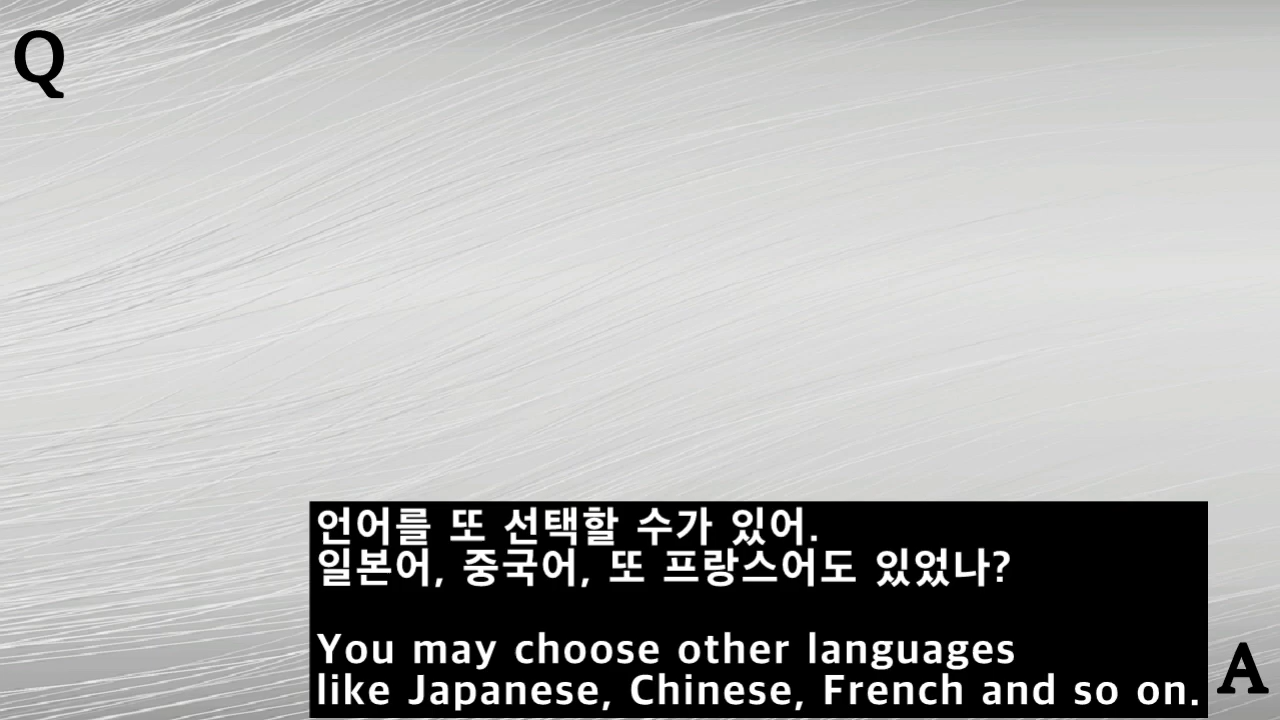 Q
언어를 또 선택할 수가 있어.
일본어, 중국어, 또 프랑스어도 있었나?
You may choose other languages
like Japanese, Chinese, French and so on.
A